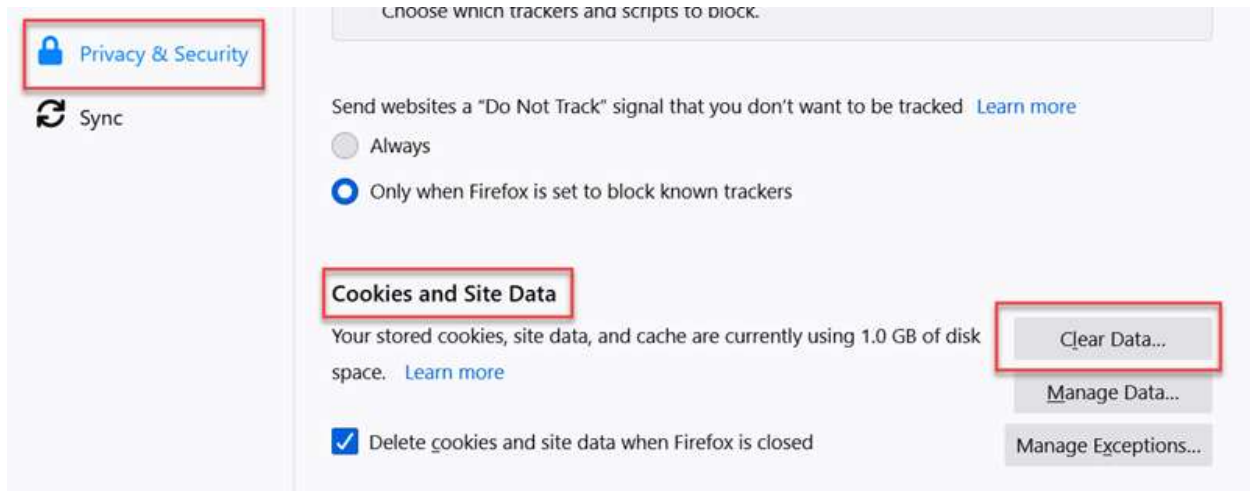 Choose which trackers and scripts to block.
Privacy & Security
Sync
Send websites a “Do Not Track” signal that you don’t want to be tracked Learn more
Always
Only when Firefox is set to block known trackers
Cookies and Site Data
Your stored cookies, site data, and cache are currently using 1.0 GB of disk
space. Learn more
Clear Data...
Manage Data...
Delete cookies and site data when Firefox is closed
Manage Exceptions...